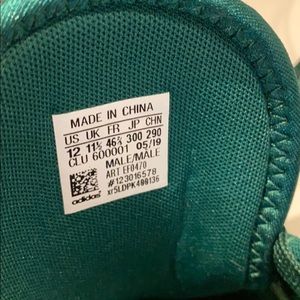 MADE IN CHINA
US UK FR JP CHN
12 11½ 46⅔ 300 290
CLU 600001 05/19
MALE/MALE
ART EF0470
#123016578
adidas